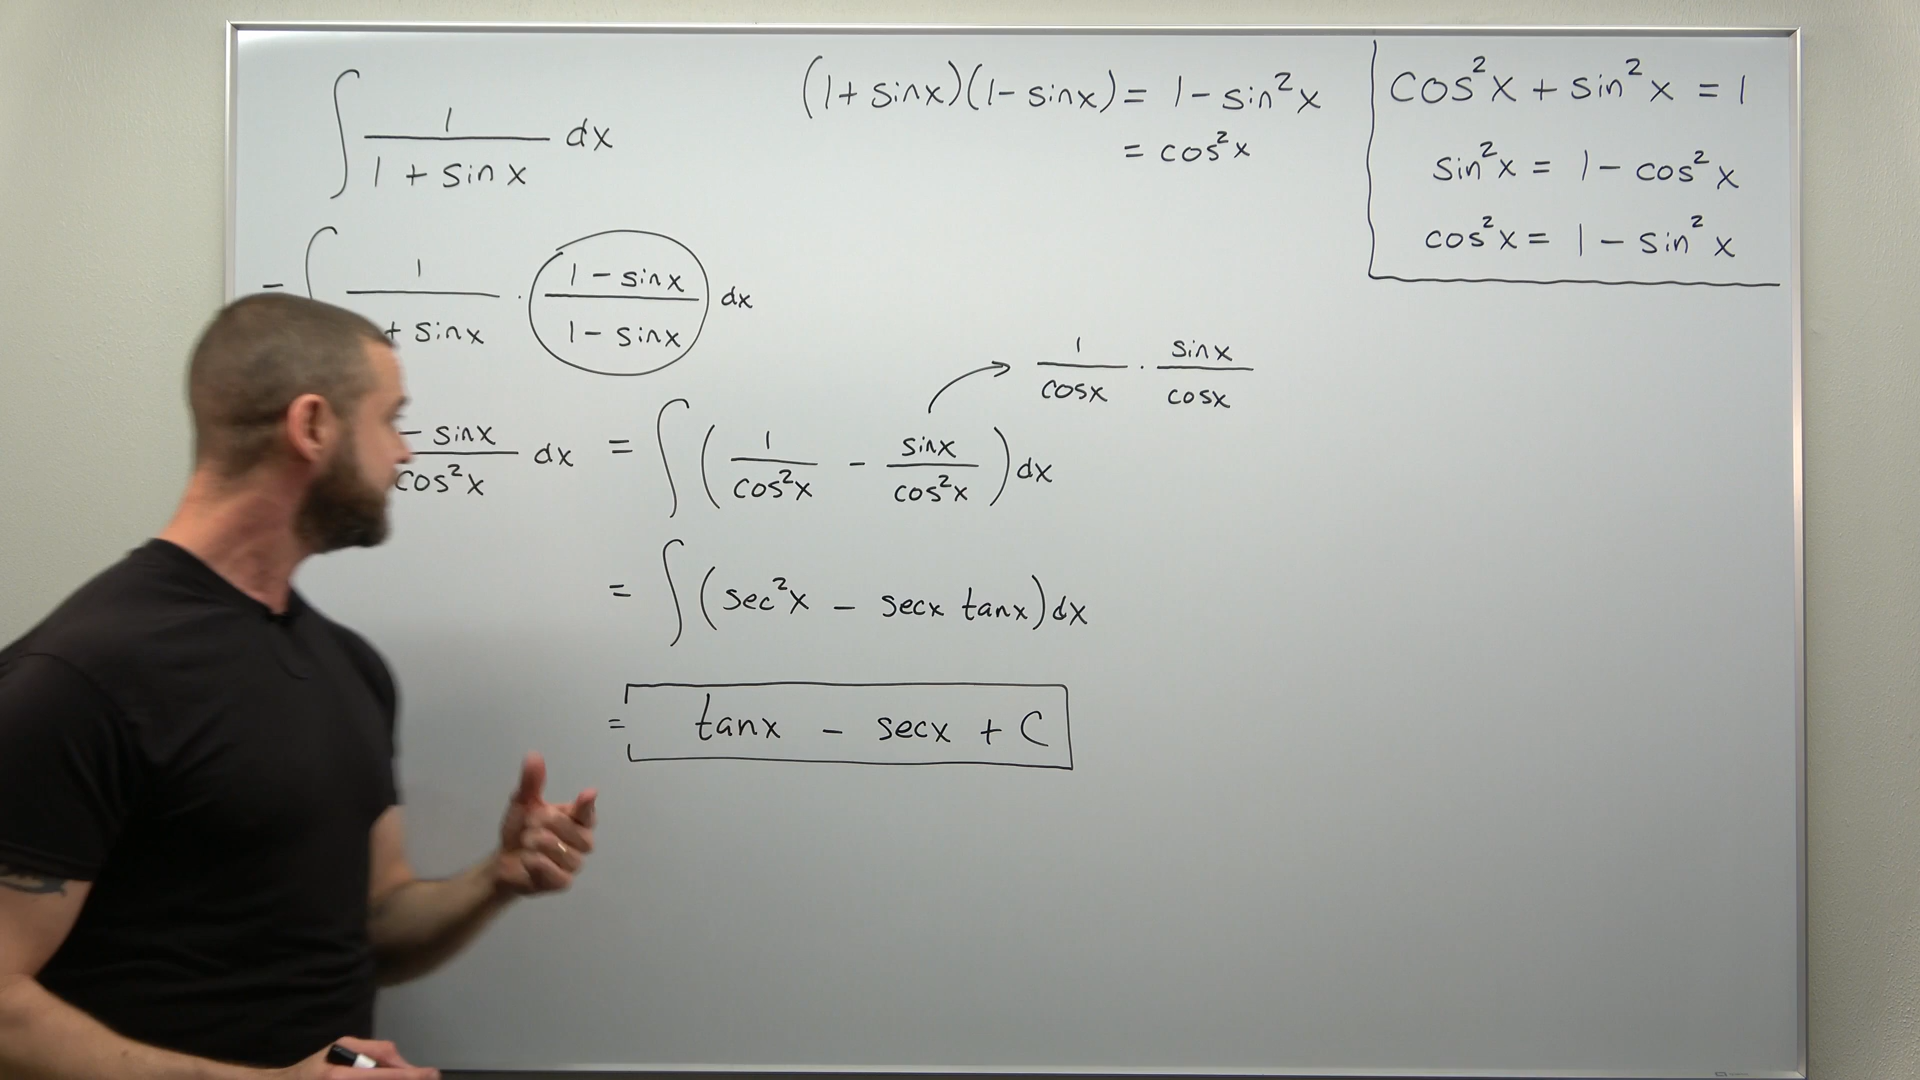 ∫ 1/(1 + sin x) dx
(1 + sinx)(1 - sinx) = 1 - sin²x
= cos²x
cos²x + sin²x = 1
sin²x = 1 - cos²x
cos²x = 1 - sin²x
= ∫ 1/(+ sinx) · (1 - sinx)/(1 - sinx) dx
1/cosx · sinx/cosx
(- sinx)/(cos²x) dx = ∫ (1/cos²x - sinx/cos²x) dx
= ∫ (sec²x - secx tanx) dx
= tanx - secx + C